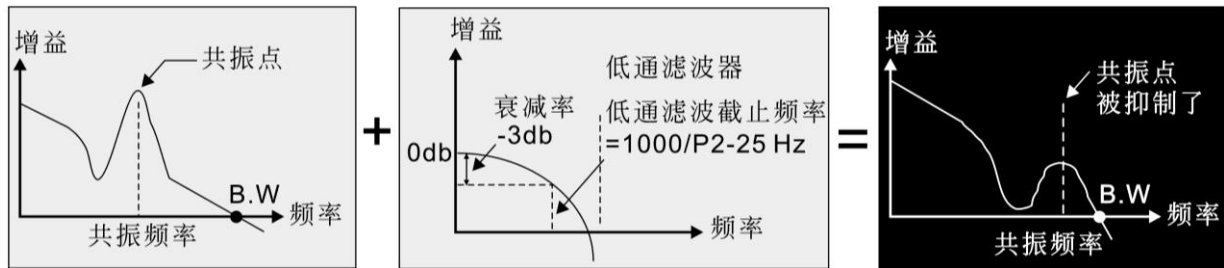 增益
共振点
B.W
频率
共振频率
+
增益
低通滤波器
衰减率
-3db
低通滤波截止频率
=1000/P2-25 Hz
0db
频率
=
增益
共振点
被抑制了
B.W
频率
共振频率